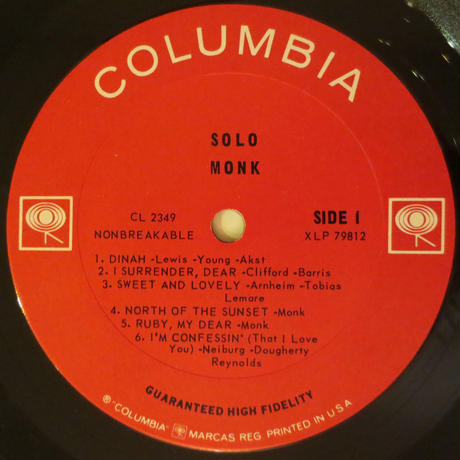 COLUMBIA
SOLO
MONK
CL 2349
NONBREAKABLE
SIDE 1
XLP 79812
1. DINAH -Lewis -Young -Akst
2. I SURRENDER, DEAR -Clifford -Barris
3. SWEET AND LOVELY -Arnheim -Tobias
Lemare
4. NORTH OF THE SUNSET -Monk
5. RUBY, MY DEAR -Monk
6. I'M CONFESSIN' (That I Love
You) -Neiburg -Dougherty
Reynolds
GUARANTEED HIGH FIDELITY
® "COLUMBIA" MARCAS REG. PRINTED IN U.S.A.